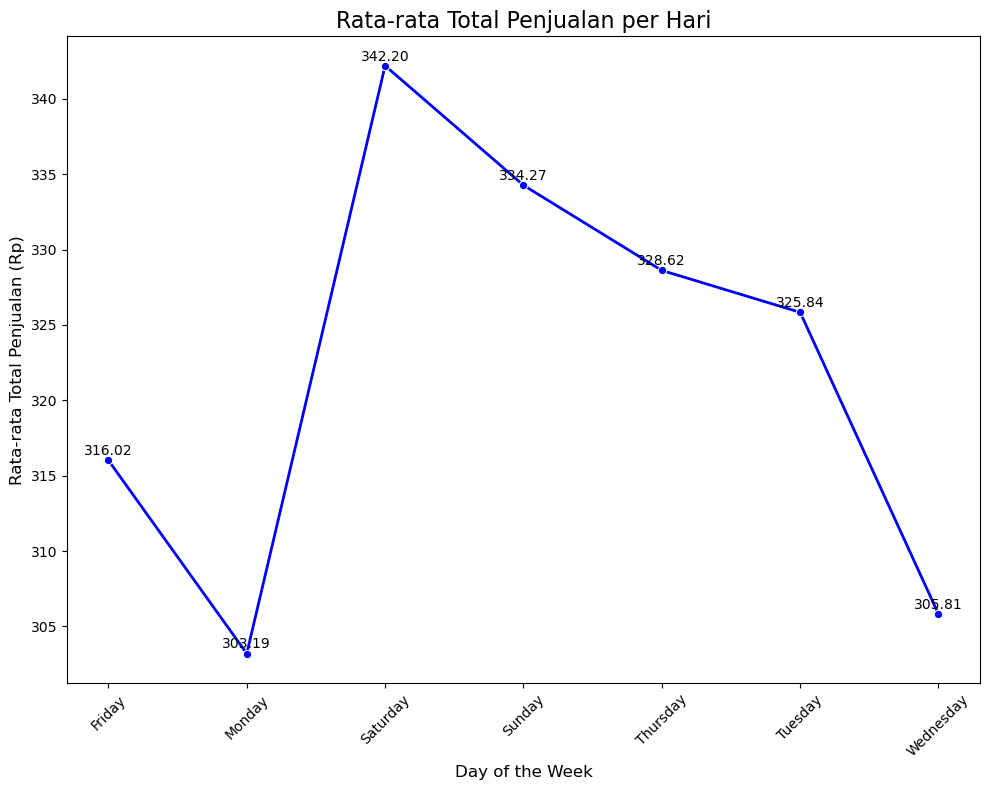 Rata-rata Total Penjualan per Hari
Rata-rata Total Penjualan (Rp)
340
335
330
325
320
315
310
305
316.02
303.19
342.20
334.27
328.62
325.84
305.81
Friday
Monday
Saturday
Sunday
Thursday
Tuesday
Wednesday
Day of the Week